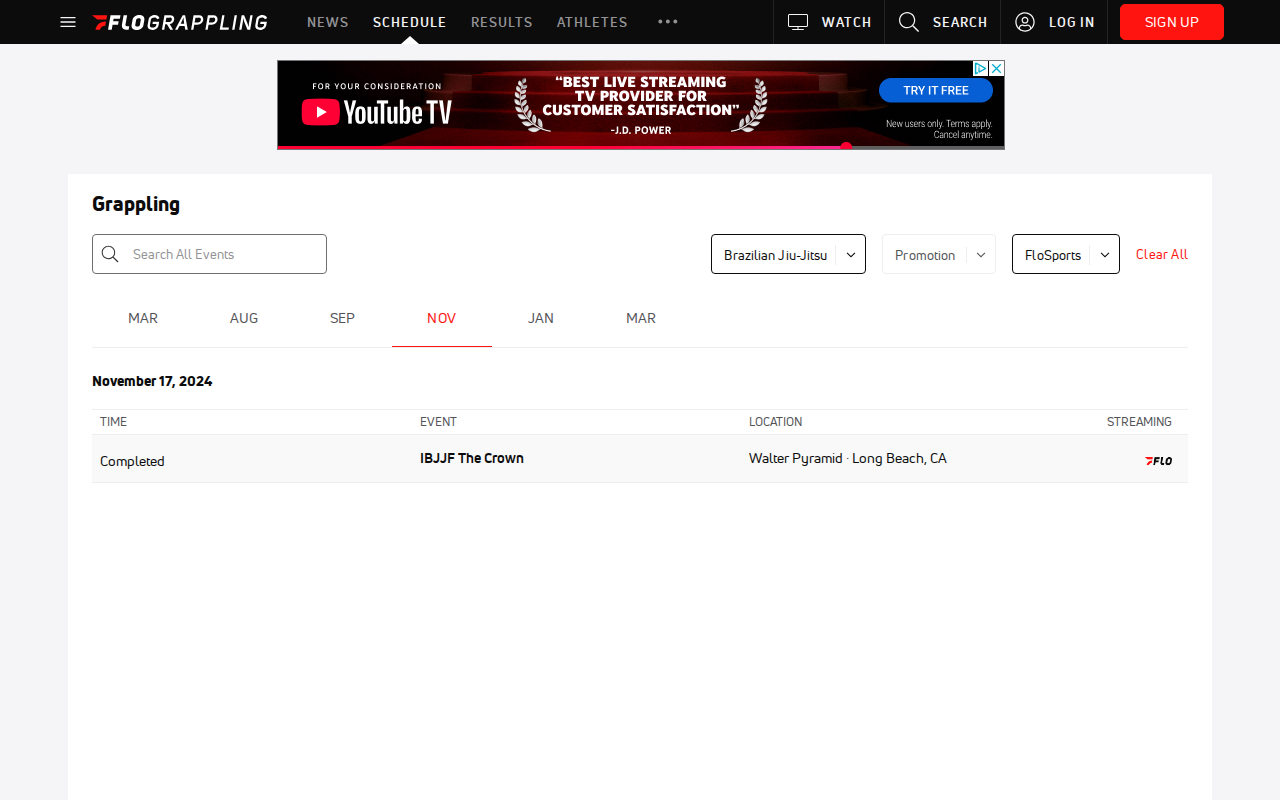 FLOGRAPPLING
NEWS
SCHEDULE
RESULTS
ATHLETES
WATCH
SEARCH
LOG IN
SIGN UP
FOR YOUR CONSIDERATION
YouTube TV
“BEST LIVE STREAMING
TV PROVIDER FOR
CUSTOMER SATISFACTION”
-J.D. POWER
TRY IT FREE
New users only. Terms apply.
Cancel anytime.
Grappling
Search All Events
Brazilian Jiu-Jitsu
Promotion
FloSports
Clear All
MAR
AUG
SEP
NOV
JAN
MAR
November 17, 2024
TIME
EVENT
LOCATION
STREAMING
Completed
IBJJF The Crown
Walter Pyramid · Long Beach, CA
FLO